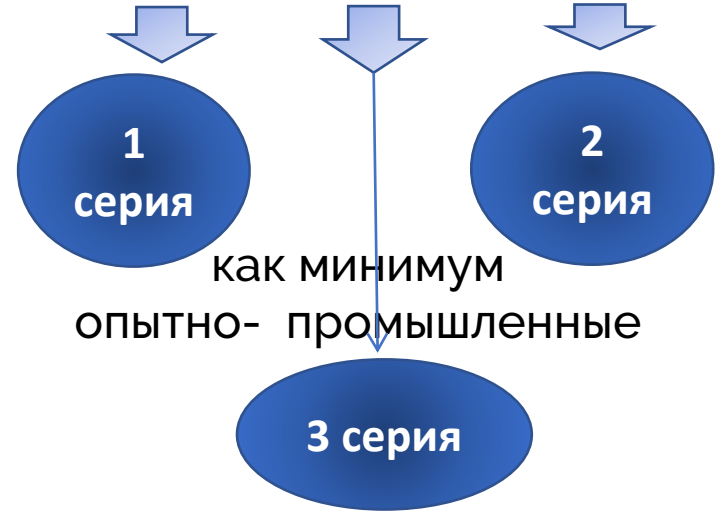 1
серия
2
серия
как минимум
опытно- промышленные
3 серия